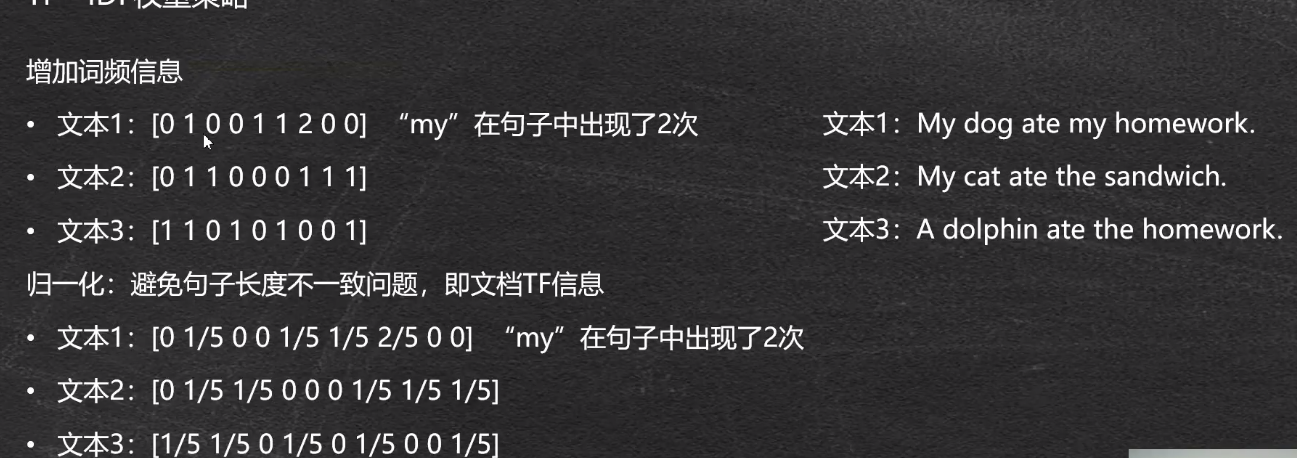 增加词频信息
• 文本1：[0 1 0 0 1 1 2 0 0] “my”在句子中出现了2次 文本1：My dog ate my homework.
• 文本2：[0 1 1 0 0 0 1 1 1] 文本2：My cat ate the sandwich.
• 文本3：[1 1 0 1 0 1 0 0 1] 文本3：A dolphin ate the homework.
归一化：避免句子长度不一致问题，即文档TF信息
• 文本1：[0 1/5 0 0 1/5 1/5 2/5 0 0] “my”在句子中出现了2次
• 文本2：[0 1/5 1/5 0 0 0 1/5 1/5 1/5]
• 文本3：[1/5 1/5 0 1/5 0 1/5 0 0 1/5]